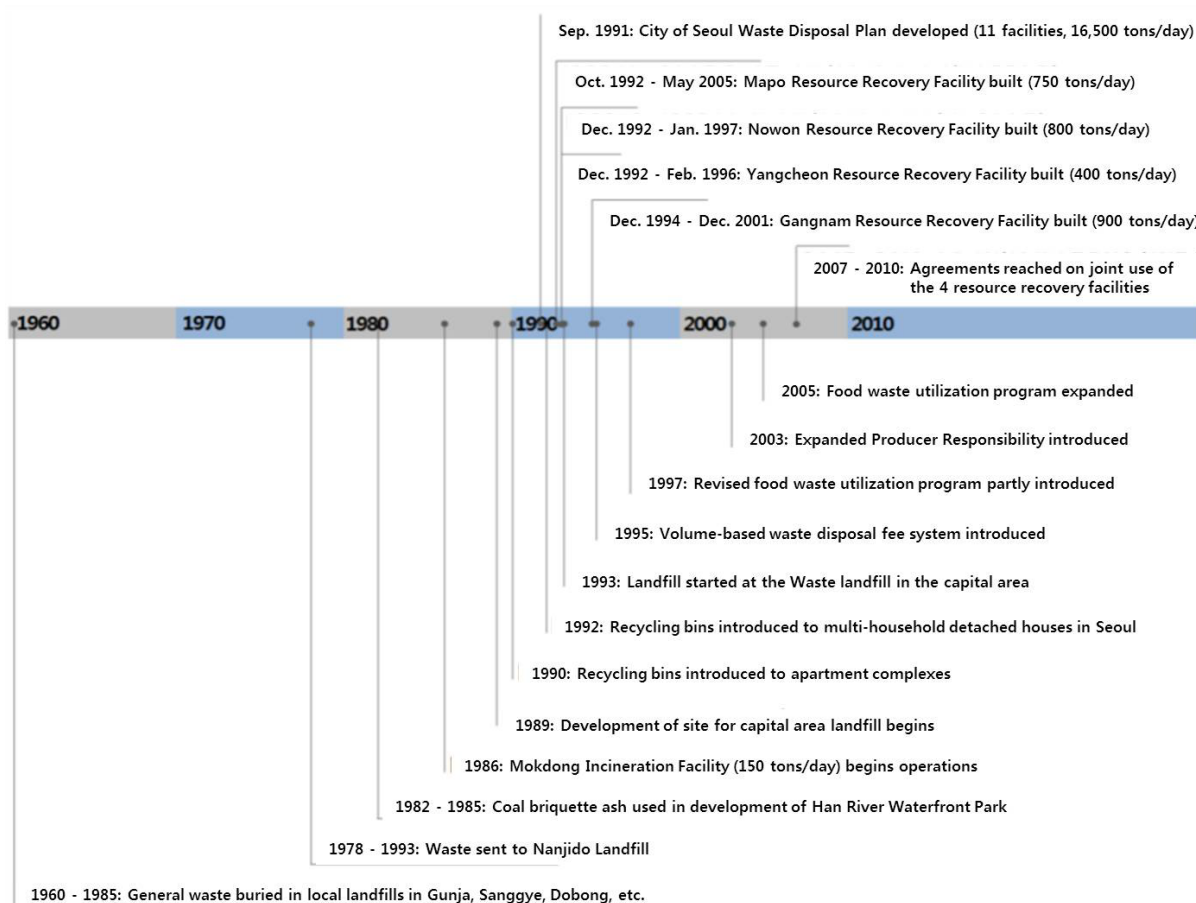 Sep. 1991: City of Seoul Waste Disposal Plan developed (11 facilities, 16,500 tons/day)
Oct. 1992 - May 2005: Mapo Resource Recovery Facility built (750 tons/day)
Dec. 1992 - Jan. 1997: Nowon Resource Recovery Facility built (800 tons/day)
Dec. 1992 - Feb. 1996: Yangcheon Resource Recovery Facility built (400 tons/day)
Dec. 1994 - Dec. 2001: Gangnam Resource Recovery Facility built (900 tons/day)
2007 - 2010: Agreements reached on joint use of
the 4 resource recovery facilities
1960 1970 1980 1990 2000 2010
2005: Food waste utilization program expanded
2003: Expanded Producer Responsibility introduced
1997: Revised food waste utilization program partly introduced
1995: Volume-based waste disposal fee system introduced
1993: Landfill started at the Waste landfill in the capital area
1992: Recycling bins introduced to multi-household detached houses in Seoul
1990: Recycling bins introduced to apartment complexes
1989: Development of site for capital area landfill begins
1986: Mokdong Incineration Facility (150 tons/day) begins operations
1982 - 1985: Coal briquette ash used in development of Han River Waterfront Park
1978 - 1993: Waste sent to Nanjido Landfill
1960 - 1985: General waste buried in local landfills in Gunja, Sanggye, Dobong, etc.